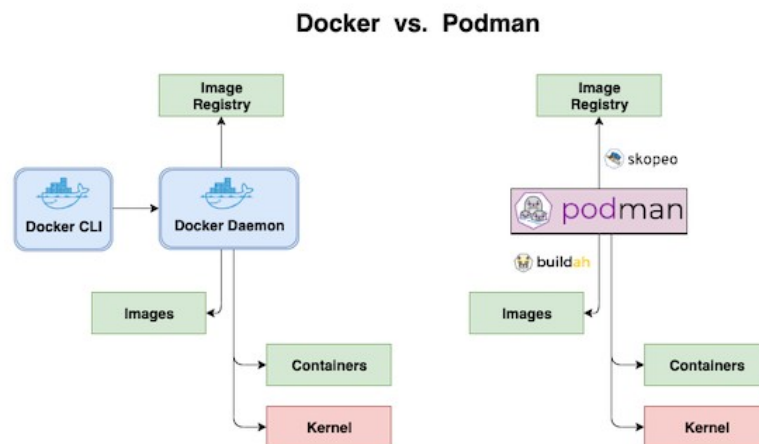 Docker vs. Podman
Image
Registry
Docker CLI
Docker Daemon
Images
Containers
Kernel
Image
Registry
skopeo
podman
buildah
Images
Containers
Kernel